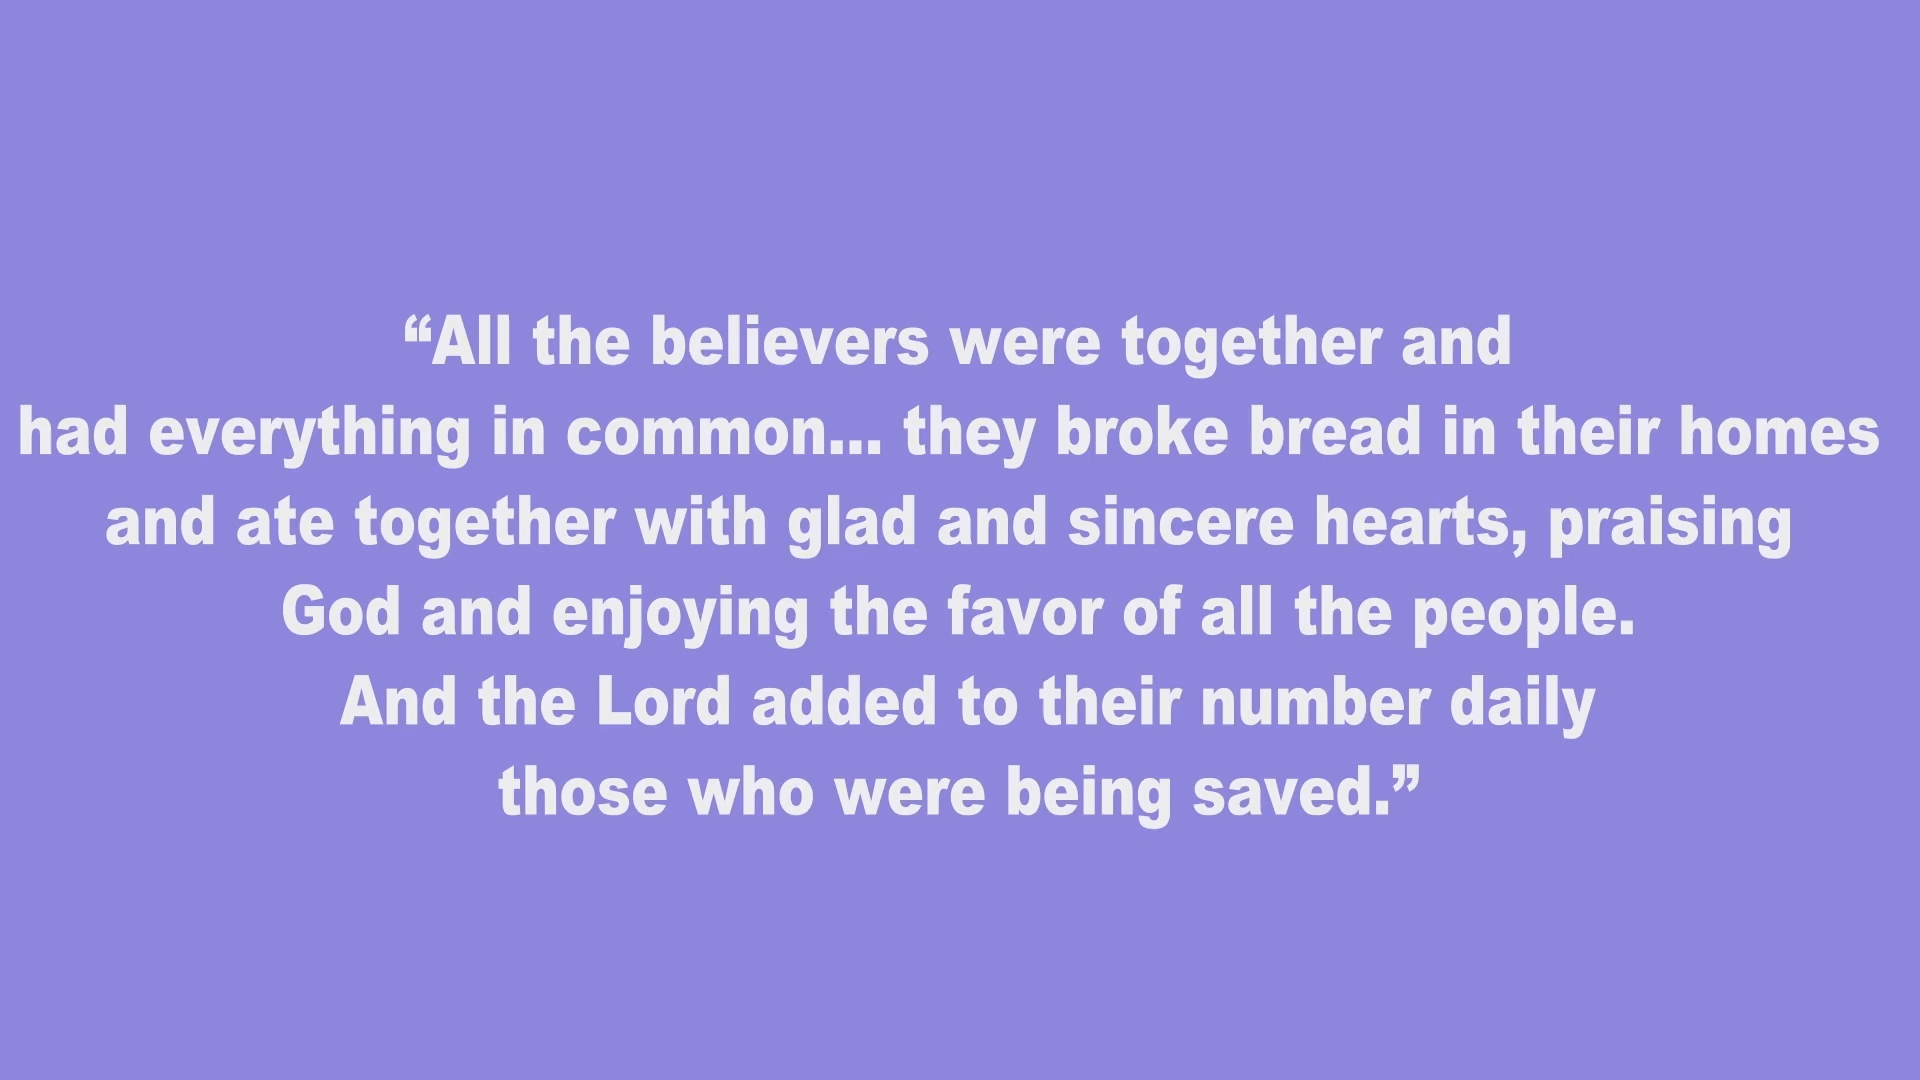 “All the believers were together and
had everything in common... they broke bread in their homes
and ate together with glad and sincere hearts, praising
God and enjoying the favor of all the people.
And the Lord added to their number daily
those who were being saved.”